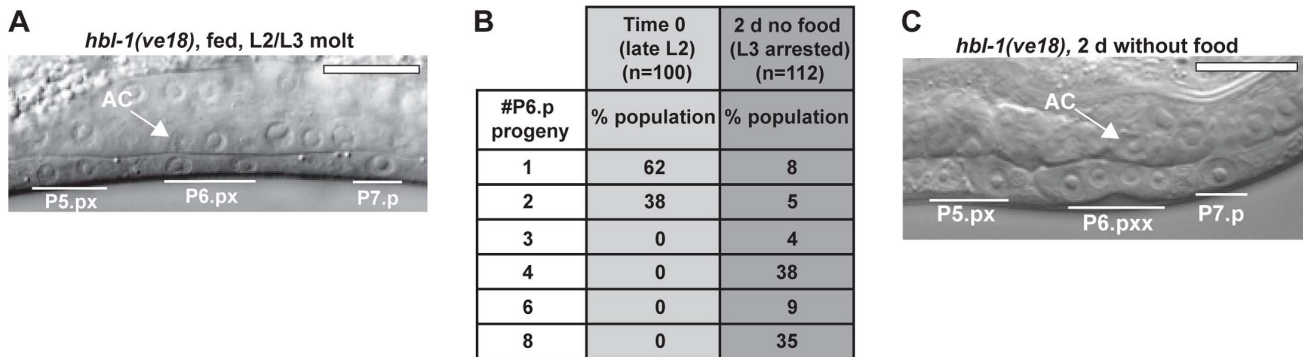 A
hbl-1(ve18), fed, L2/L3 molt
AC
P5.px
P6.px
P7.p
B
Time 0
(late L2)
(n=100)
2 d no food
(L3 arrested)
(n=112)
#P6.p
progeny
% population
% population
1 62 8
2 38 5
3 0 4
4 0 38
6 0 9
8 0 35
C
hbl-1(ve18), 2 d without food
AC
P5.px
P6.pxx
P7.p